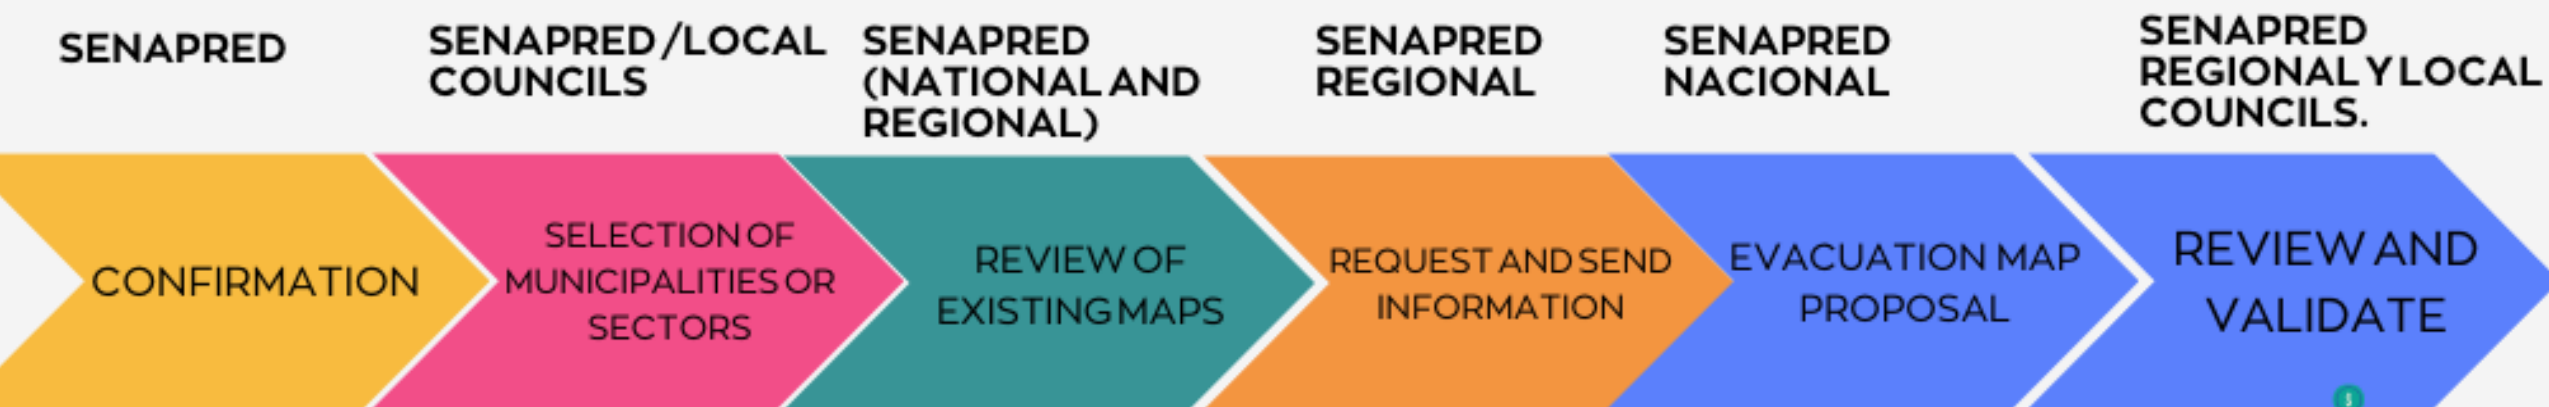 SENAPRED
SENAPRED /LOCAL
COUNCILS
SENAPRED
(NATIONAL AND
REGIONAL)
SENAPRED
REGIONAL
SENAPRED
NACIONAL
SENAPRED
REGIONAL Y LOCAL
COUNCILS.
CONFIRMATION
SELECTION OF
MUNICIPALITIES OR
SECTORS
REVIEW OF
EXISTING MAPS
REQUEST AND SEND
INFORMATION
EVACUATION MAP
PROPOSAL
REVIEW AND
VALIDATE